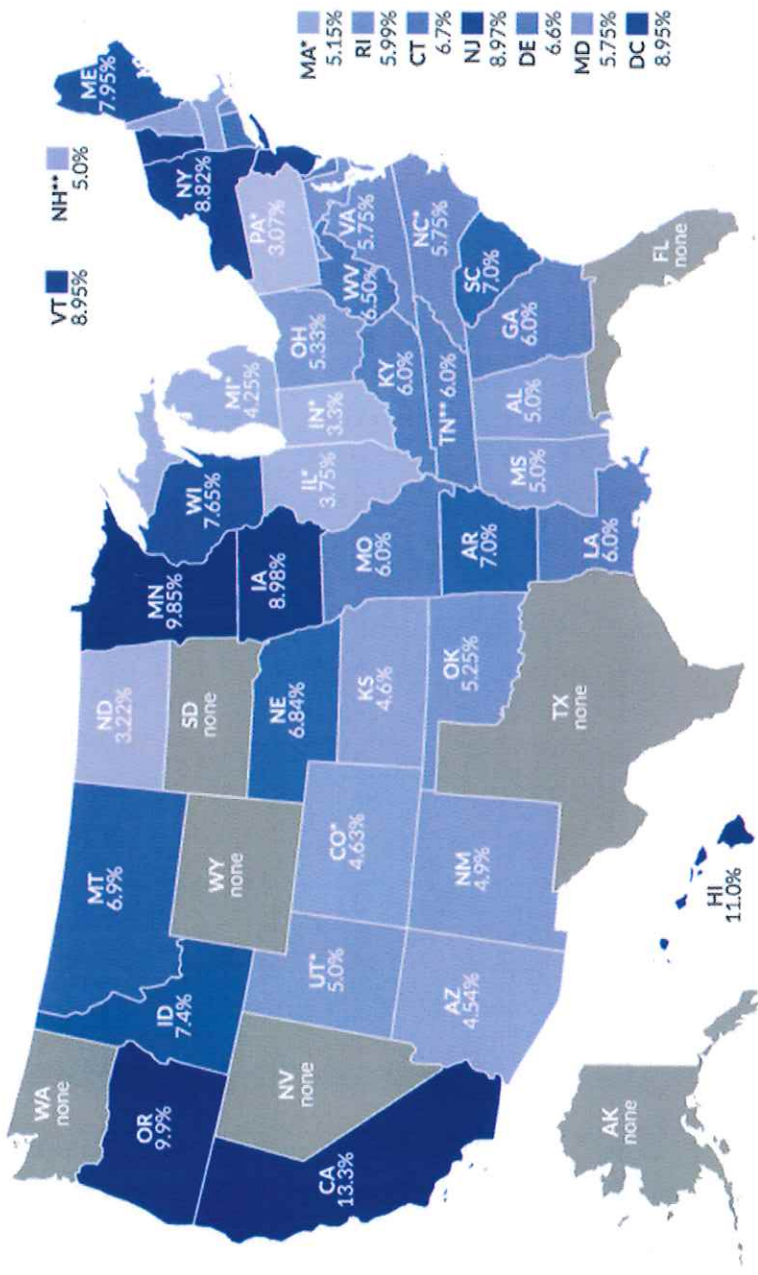 WA
none
OR
9.9%
CA
13.3%
NV
none
ID
7.4%
MT
6.9%
WY
none
UT*
5.0%
AZ
4.54%
CO*
4.63%
NM
4.9%
ND
3.22%
SD
none
NE
6.84%
KS
4.6%
OK
5.25%
TX
none
MN
9.85%
IA
8.98%
MO
6.0%
AR
7.0%
LA
6.0%
WI
7.65%
IL*
3.75%
MI*
4.25%
IN*
3.3%
OH
5.33%
KY
6.0%
TN** 6.0%
MS
5.0%
AL
5.0%
GA
6.0%
FL
none
SC
7.0%
NC*
5.75%
VA
5.75%
WV
6.50%
PA*
3.07%
NY
8.82%
ME
7.95%
VT
8.95%
NH**
5.0%
MA*
5.15%
RI
5.99%
CT
6.7%
NJ
8.97%
DE
6.6%
MD
5.75%
DC
8.95%
AK
none
HI
11.0%